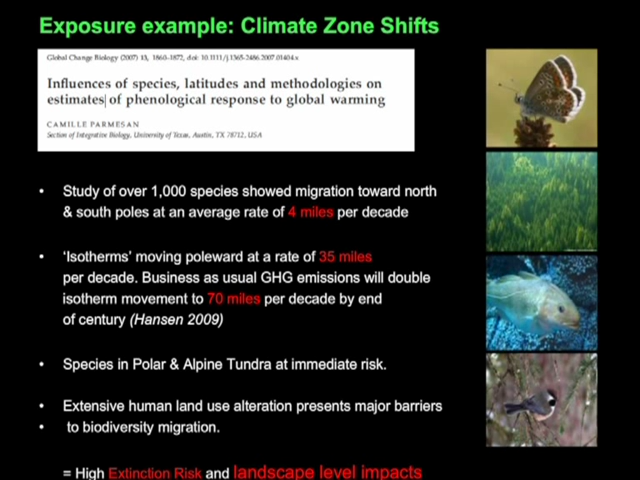 Exposure example: Climate Zone Shifts
Global Change Biology (2007) 13, 1860–1872, doi: 10.1111/j.1365-2486.2007.01404.x
Influences of species, latitudes and methodologies on
estimates of phenological response to global warming
CAMILLE PARMESAN
Section of Integrative Biology, University of Texas, Austin, TX 78712, USA
• Study of over 1,000 species showed migration toward north
& south poles at an average rate of 4 miles per decade
• ‘Isotherms’ moving poleward at a rate of 35 miles
per decade. Business as usual GHG emissions will double
isotherm movement to 70 miles per decade by end
of century (Hansen 2009)
• Species in Polar & Alpine Tundra at immediate risk.
• Extensive human land use alteration presents major barriers
• to biodiversity migration.
= High Extinction Risk and landscape level impacts